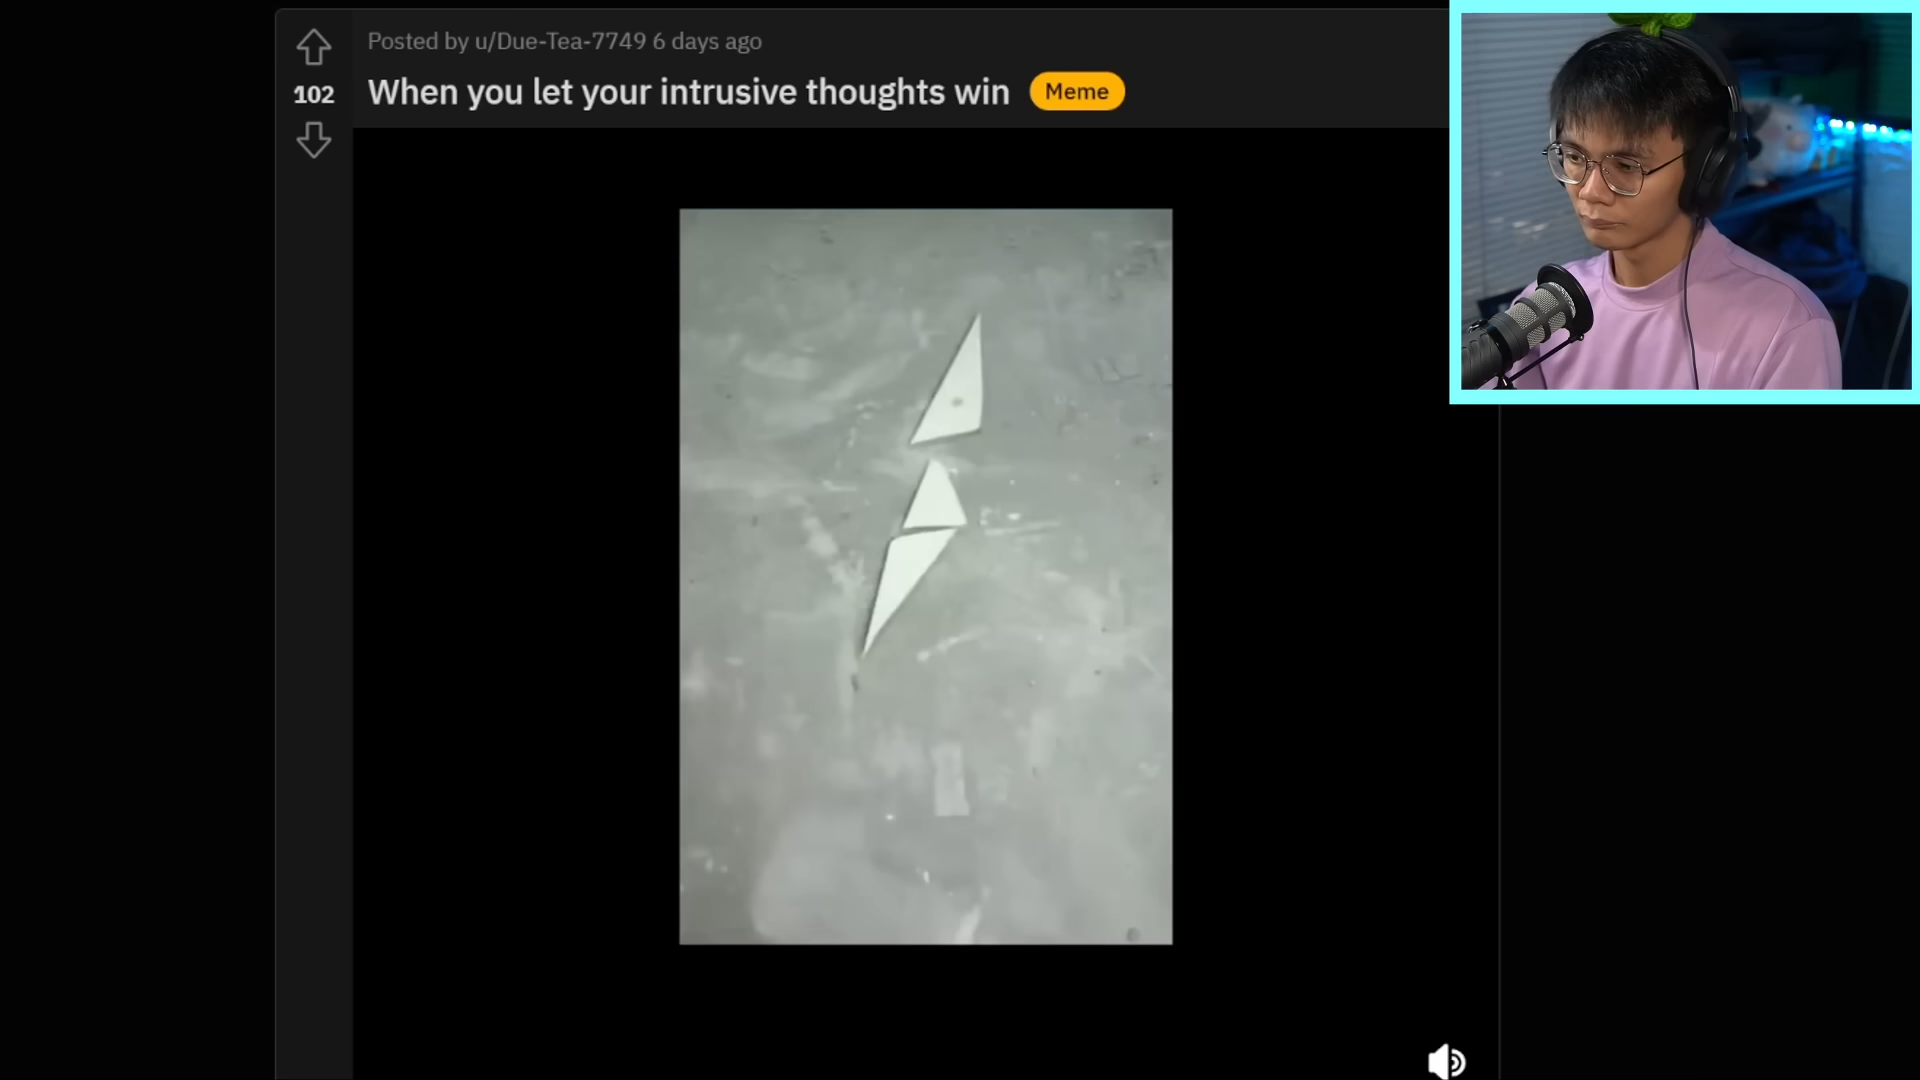 Posted by u/Due-Tea-7749 6 days ago
102
When you let your intrusive thoughts win Meme